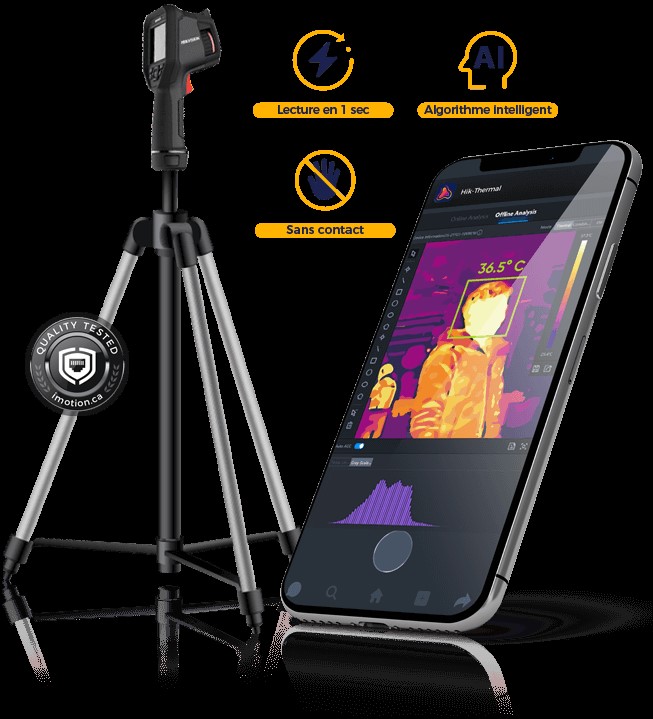 HIKVISION
Lecture en 1 sec
AI
Algorithme intelligent
Sans contact
QUALITY TESTED
imotion.ca
Hik-Thermal
Online Analysis
Offline Analysis
36.5° C